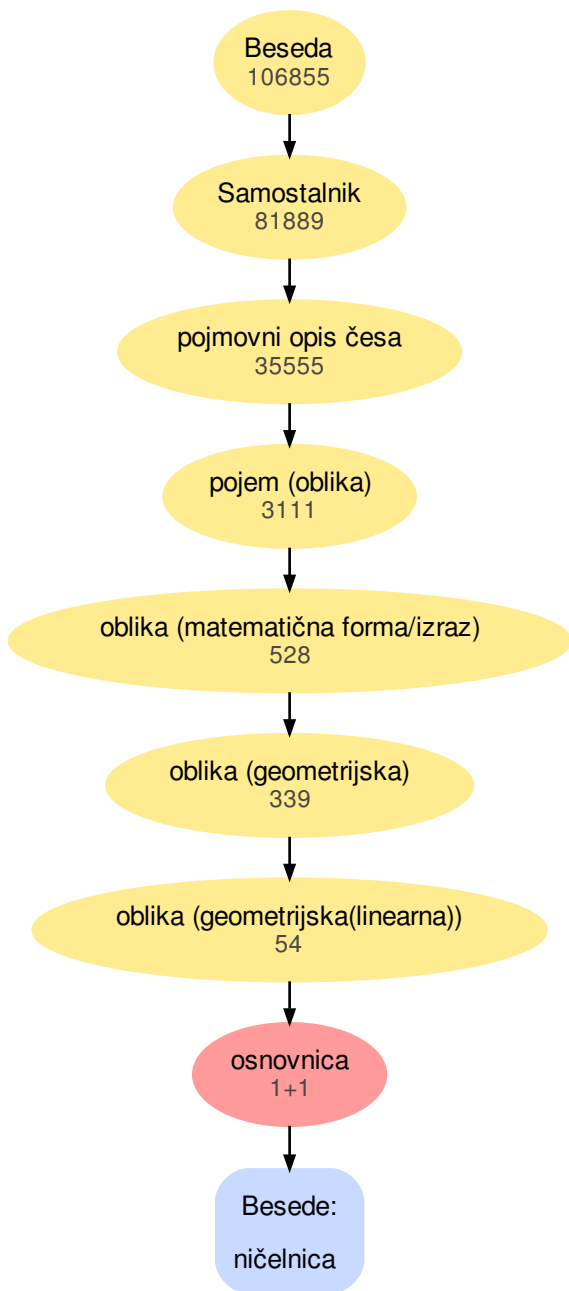 Beseda
106855
Samostalnik
81889
pojmovni opis česa
35555
pojem (oblika)
3111
oblika (matematična forma/izraz)
528
oblika (geometrijska)
339
oblika (geometrijska(linearna))
54
osnovnica
1+1
Besede:
ničelnica